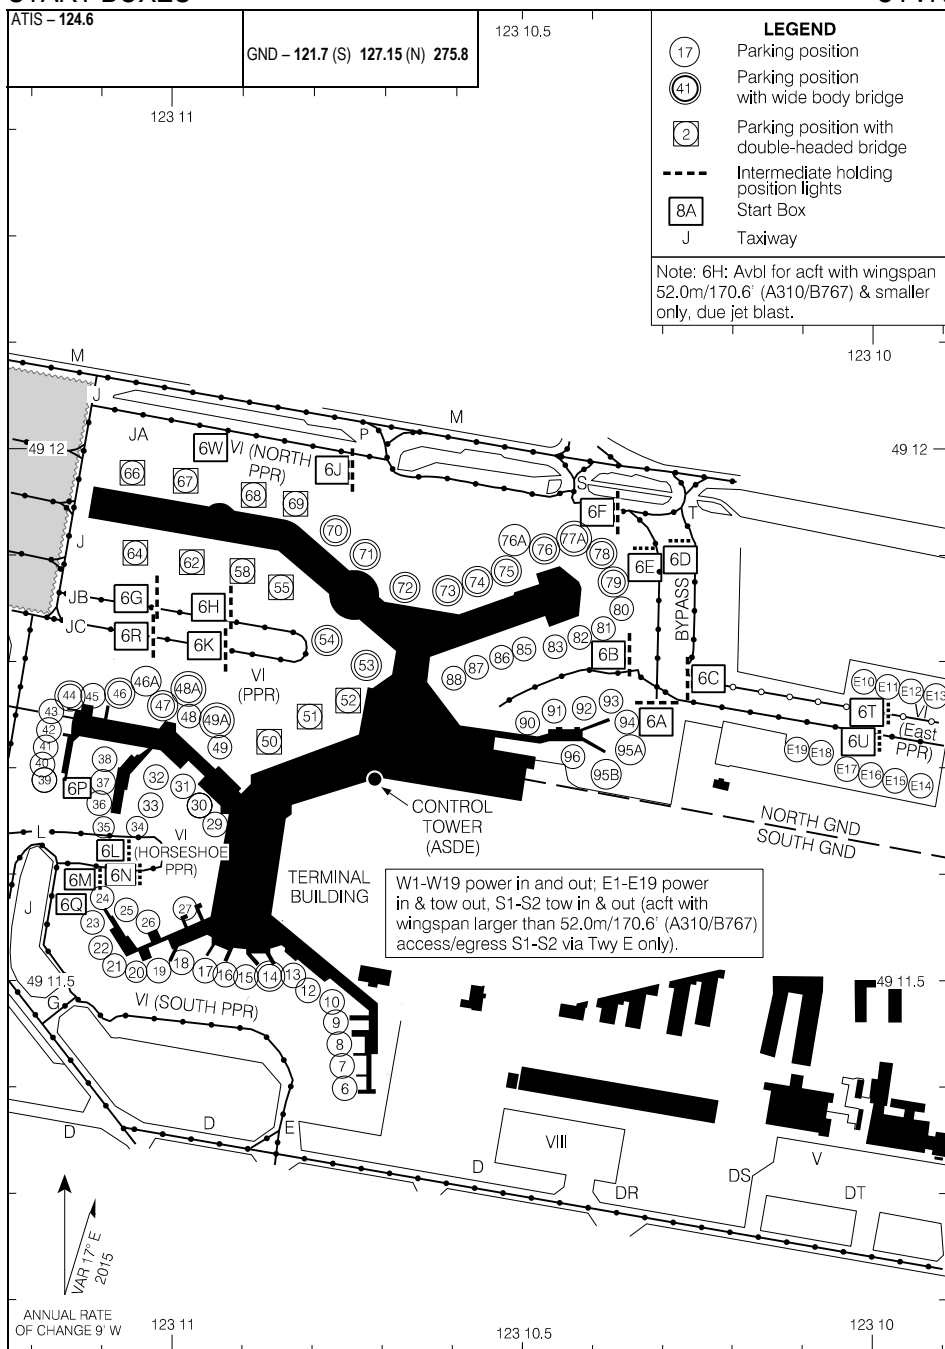 ATIS – 124.6
GND – 121.7 (S) 127.15 (N) 275.8
123 10.5
123 11
LEGEND
17 Parking position
41 Parking position
with wide body bridge
2 Parking position with
double-headed bridge
Intermediate holding
position lights
8A Start Box
J Taxiway
Note: 6H: Avbl for acft with wingspan
52.0m/170.6' (A310/B767) & smaller
only, due jet blast.
123 10
M
J
M
P
JA
6W
VI (NORTH
PPR)
6J
49 12
49 12
S
T
66
67
68
69
70
71
72
73
74
75
76A
76
77A
78
79
80
81
82
83
85
86
87
88
6F
6E
6D
BYPASS
J
64
62
58
55
54
53
52
51
50
JB
6G
6H
JC
6R
6K
VI
(PPR)
6B
6C
6A
E10
E11
E12
E13
6T
VI
(East
PPR)
6U
E19
E18
E17
E16
E15
E14
90
91
92
93
94
95A
95B
96
44
45
46
46A
47
48A
48
49A
49
43
42
41
40
39
38
37
36
35
34
33
32
31
30
29
6P
L
6L
VI
(HORSESHOE
PPR)
6M
6N
6Q
J
CONTROL
TOWER
(ASDE)
NORTH GND
SOUTH GND
TERMINAL
BUILDING
W1-W19 power in and out; E1-E19 power
in & tow out, S1-S2 tow in & out (acft with
wingspan larger than 52.0m/170.6' (A310/B767)
access/egress S1-S2 via Twy E only).
24
25
26
27
23
22
21
20
19
18
17
16
15
14
13
12
10
9
8
7
6
49 11.5
49 11.5
G
VI (SOUTH PPR)
D
D
E
D
VIII
DR
DS
V
DT
VAR 17° E
2015
ANNUAL RATE
OF CHANGE 9' W
123 11
123 10.5
123 10